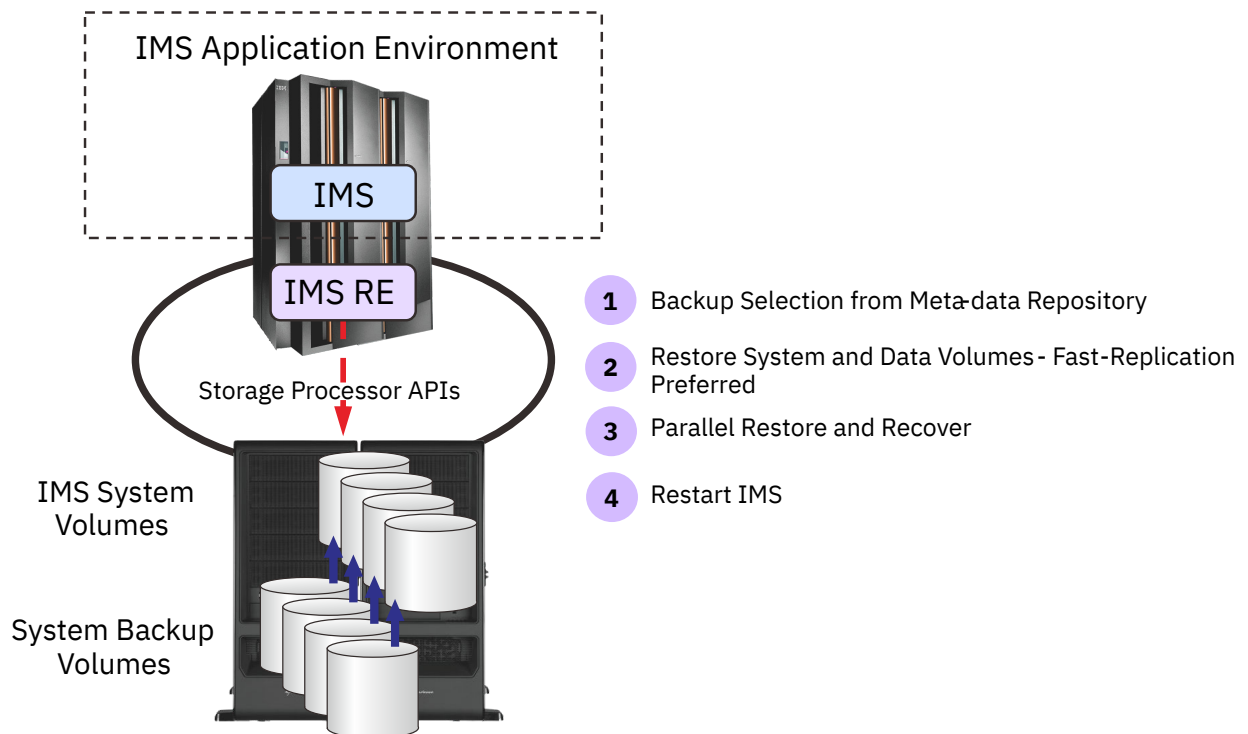 IMS Application Environment
IMS
IMS RE
Storage Processor APIs
IMS System
Volumes
System Backup
Volumes
1 Backup Selection from Meta-data Repository
2 Restore System and Data Volumes - Fast-Replication
Preferred
3 Parallel Restore and Recover
4 Restart IMS